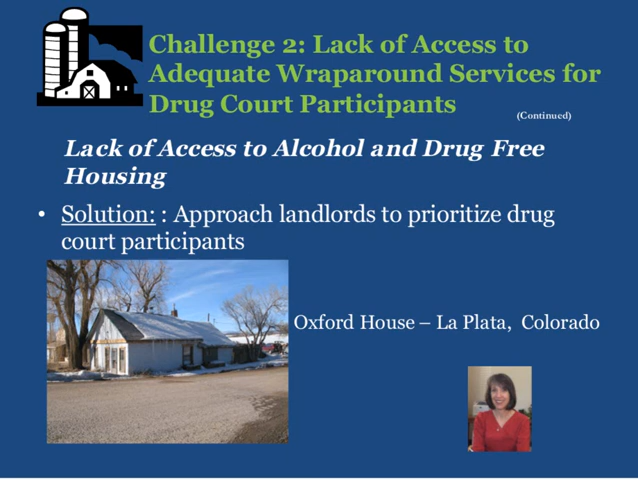 Challenge 2: Lack of Access to
Adequate Wraparound Services for
Drug Court Participants (Continued)
Lack of Access to Alcohol and Drug Free
Housing
• Solution: : Approach landlords to prioritize drug
court participants
Oxford House – La Plata, Colorado